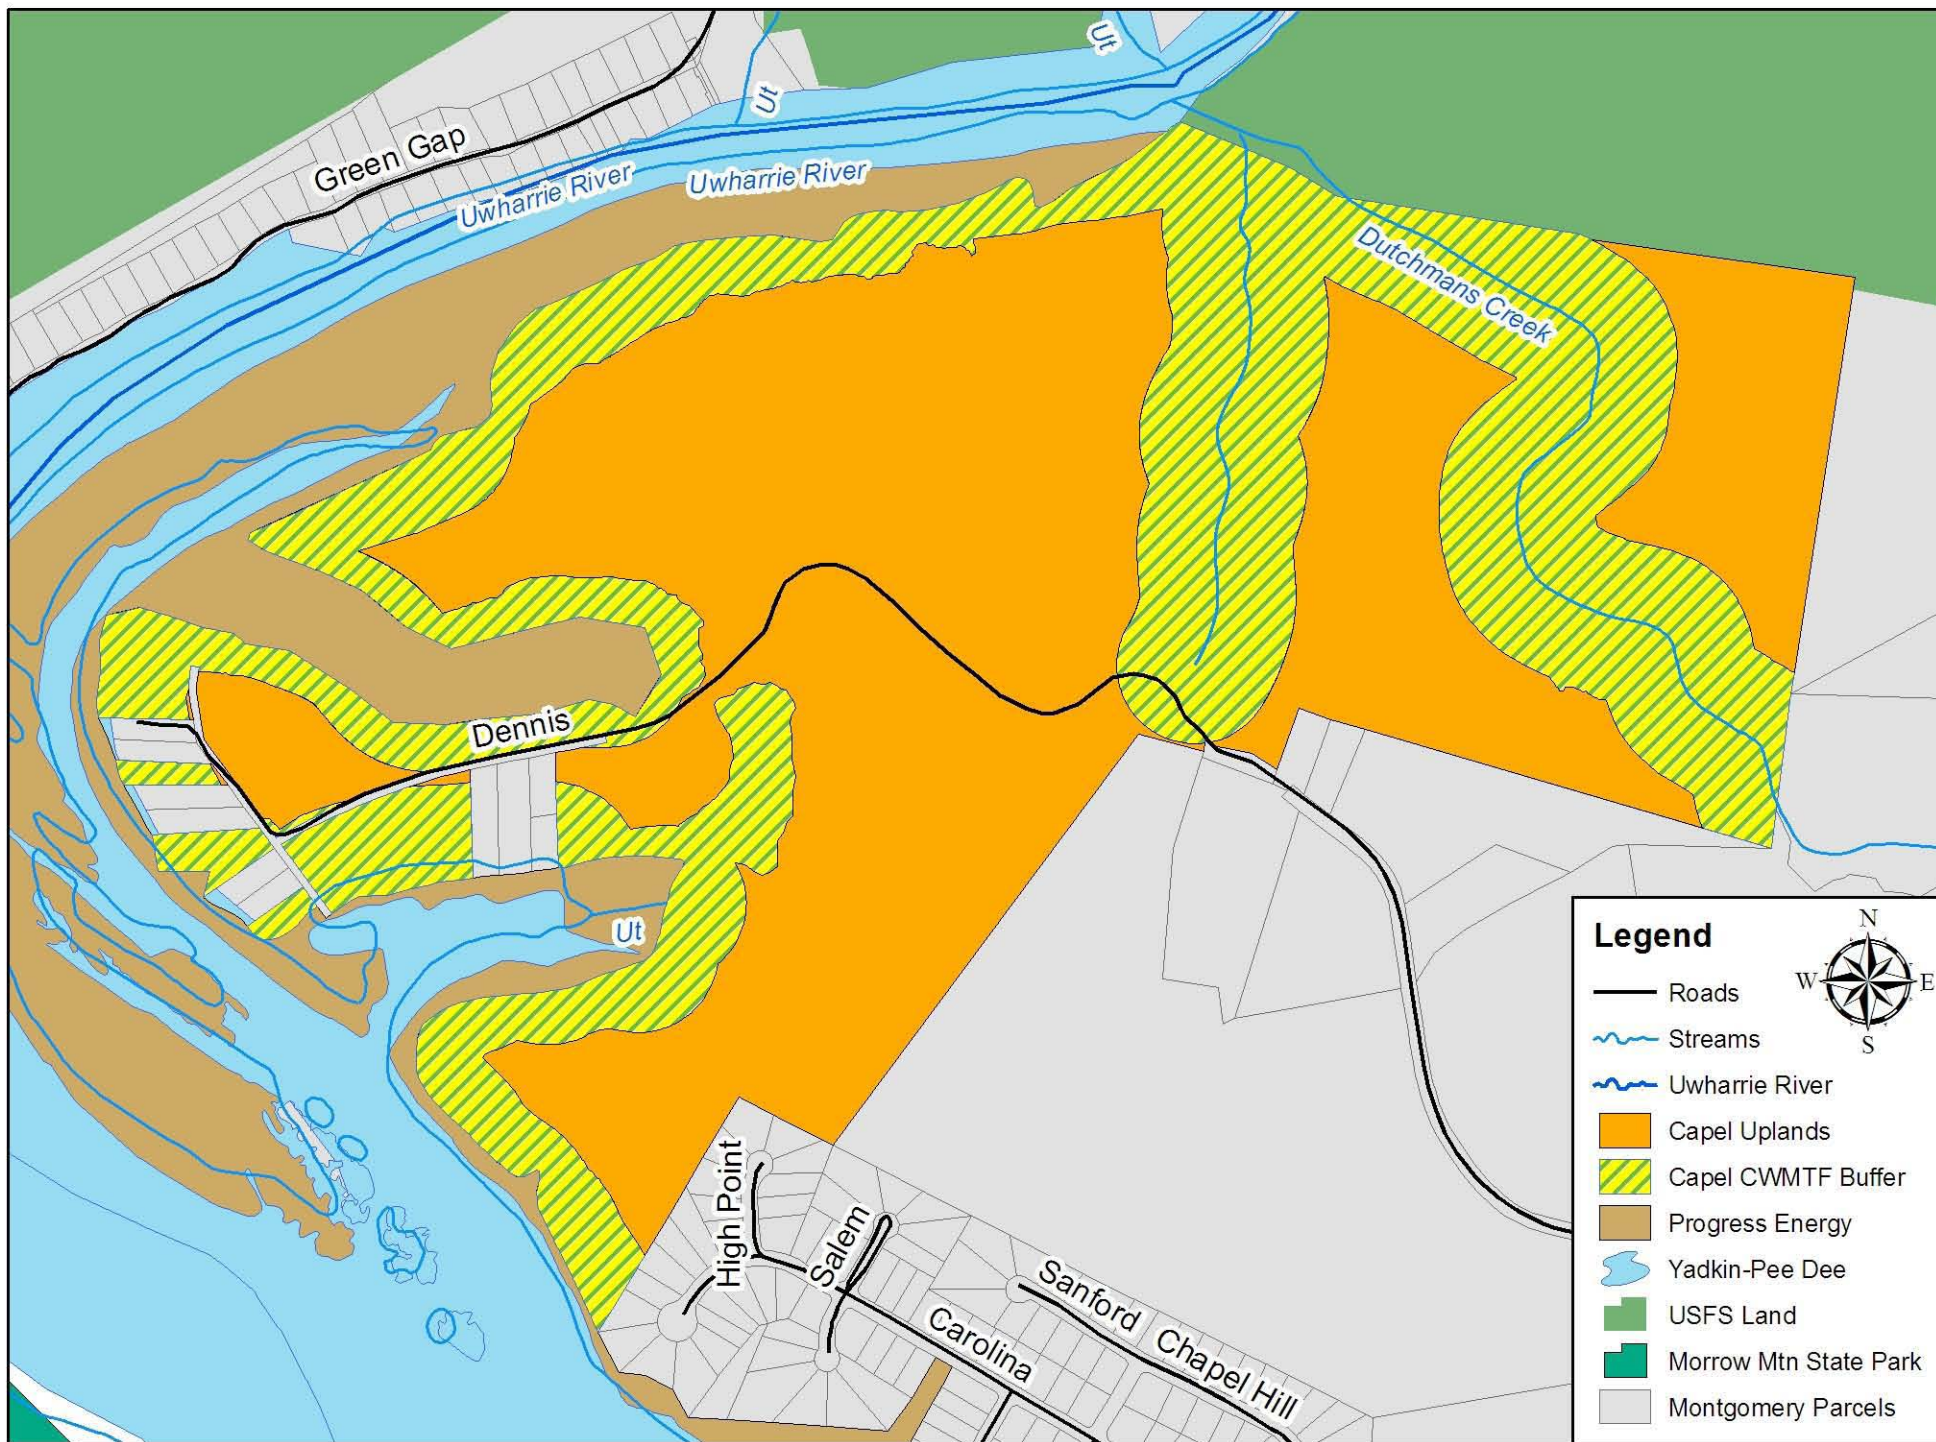 Ut
Ut
Green Gap
Uwharrie River
Uwharrie River
Dutchmans Creek
Dennis
Ut
High Point
Salem
Sanford
Chapel Hill
Carolina
Legend
N
W
E
S
Roads
Streams
Uwharrie River
Capel Uplands
Capel CWMTF Buffer
Progress Energy
Yadkin-Pee Dee
USFS Land
Morrow Mtn State Park
Montgomery Parcels